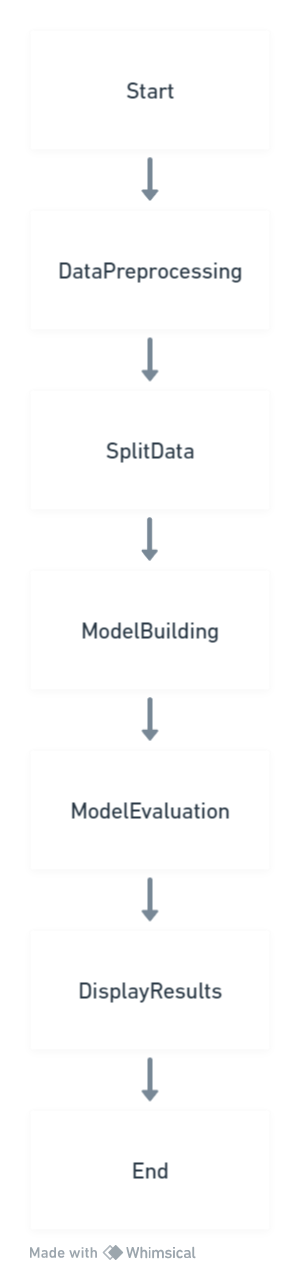 Start
DataPreprocessing
SplitData
ModelBuilding
ModelEvaluation
DisplayResults
End
Made with Whimsical